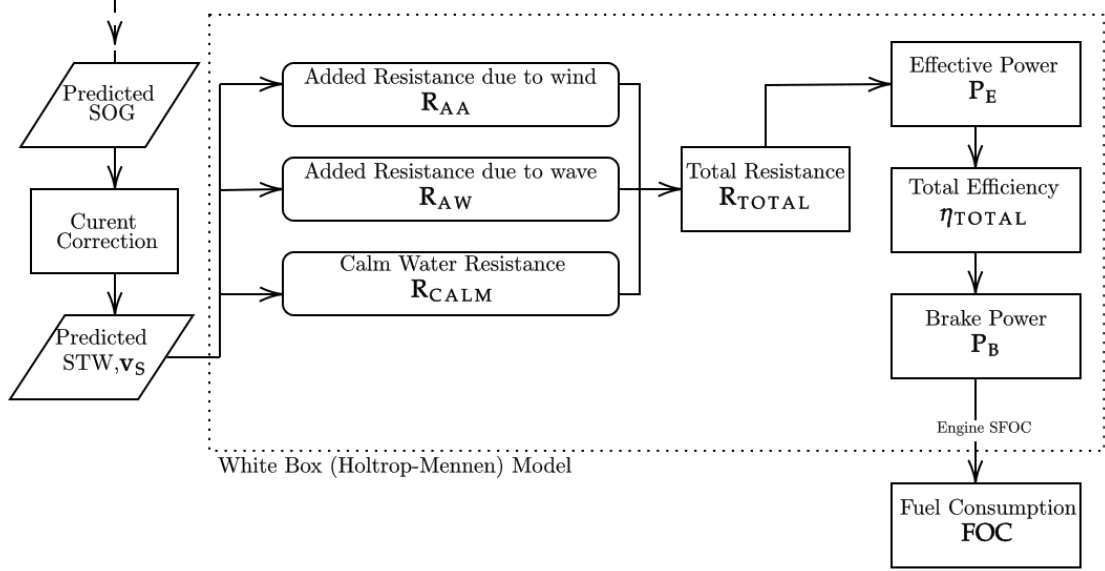 Predicted
SOG
Curent
Correction
Predicted
STW,vS
Added Resistance due to wind
RAA
Added Resistance due to wave
RAW
Calm Water Resistance
RCALM
Total Resistance
RTOTAL
Effective Power
PE
Total Efficiency
ηTOTAL
Brake Power
PB
Engine SFOC
White Box (Holtrop-Mennen) Model
Fuel Consumption
FOC